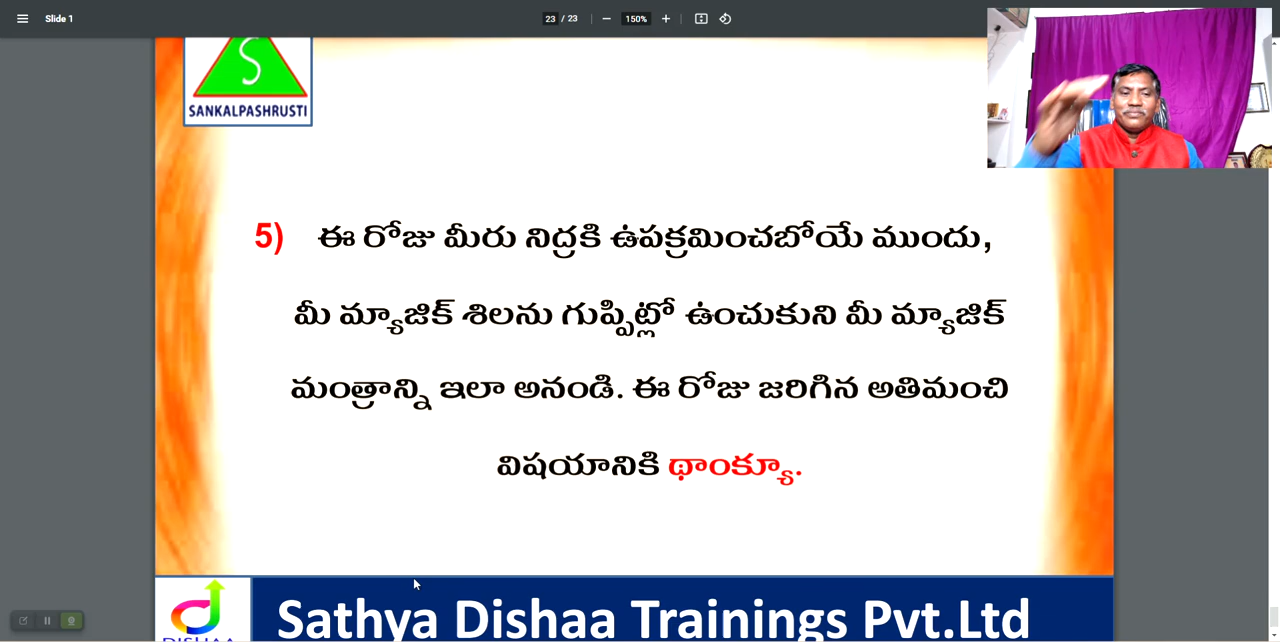 Slide 1
23 / 23
150%
SANKALPASHRUSTI
5) ఈ రోజు మీరు నిద్రకి ఉపక్రమించబోయే ముందు,
మీ మ్యాజిక్ శిలను గుప్పిట్లో ఉంచుకుని మీ మ్యాజిక్
మంత్రాన్ని ఇలా అనండి. ఈ రోజు జరిగిన అతిమంచి
విషయానికి థాంక్యూ.
DISHAA
Sathya Dishaa Trainings Pvt.Ltd